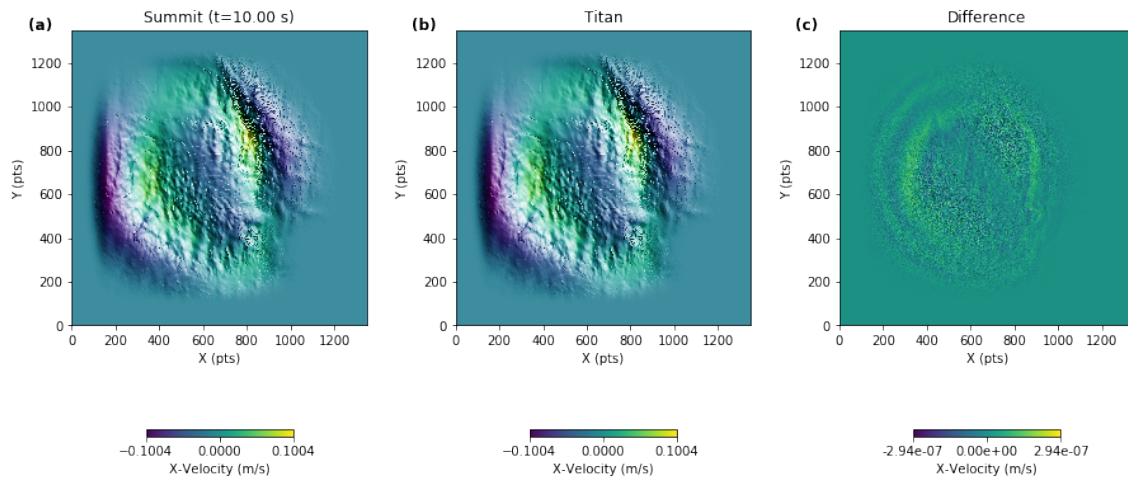 (a) Summit (t=10.00 s)
(b) Titan
(c) Difference
1200
1000
800
600
400
200
0
Y (pts)
0 200 400 600 800 1000 1200
X (pts)
1200
1000
800
600
400
200
0
Y (pts)
0 200 400 600 800 1000 1200
X (pts)
1200
1000
800
600
400
200
0
Y (pts)
0 200 400 600 800 1000 1200
X (pts)
−0.1004 0.0000 0.1004
X-Velocity (m/s)
−0.1004 0.0000 0.1004
X-Velocity (m/s)
-2.94e-07 0.00e+00 2.94e-07
X-Velocity (m/s)